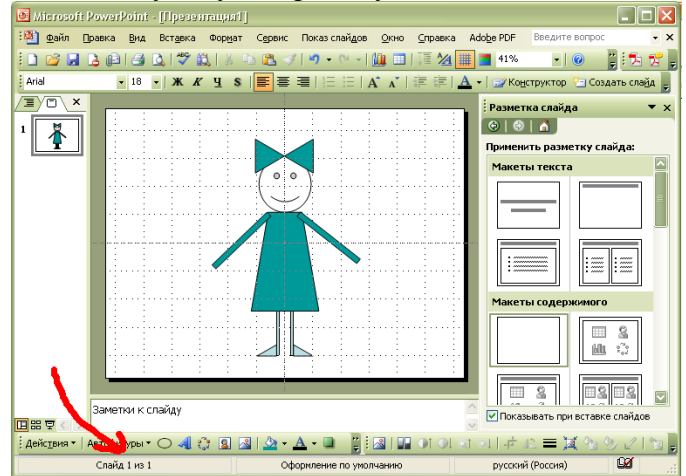 Microsoft PowerPoint - [Презентация1]
Файл Правка Вид Вставка Формат Сервис Показ слайдов Окно Справка Adobe PDF Введите вопрос
41%
Arial 18 Ж К Ч S Конструктор Создать слайд
Разметка слайда
1
Применить разметку слайда:
Макеты текста
Макеты содержимого
Заметки к слайду
Показывать при вставке слайдов
Действия
Слайд 1 из 1 Оформление по умолчанию русский (Россия)